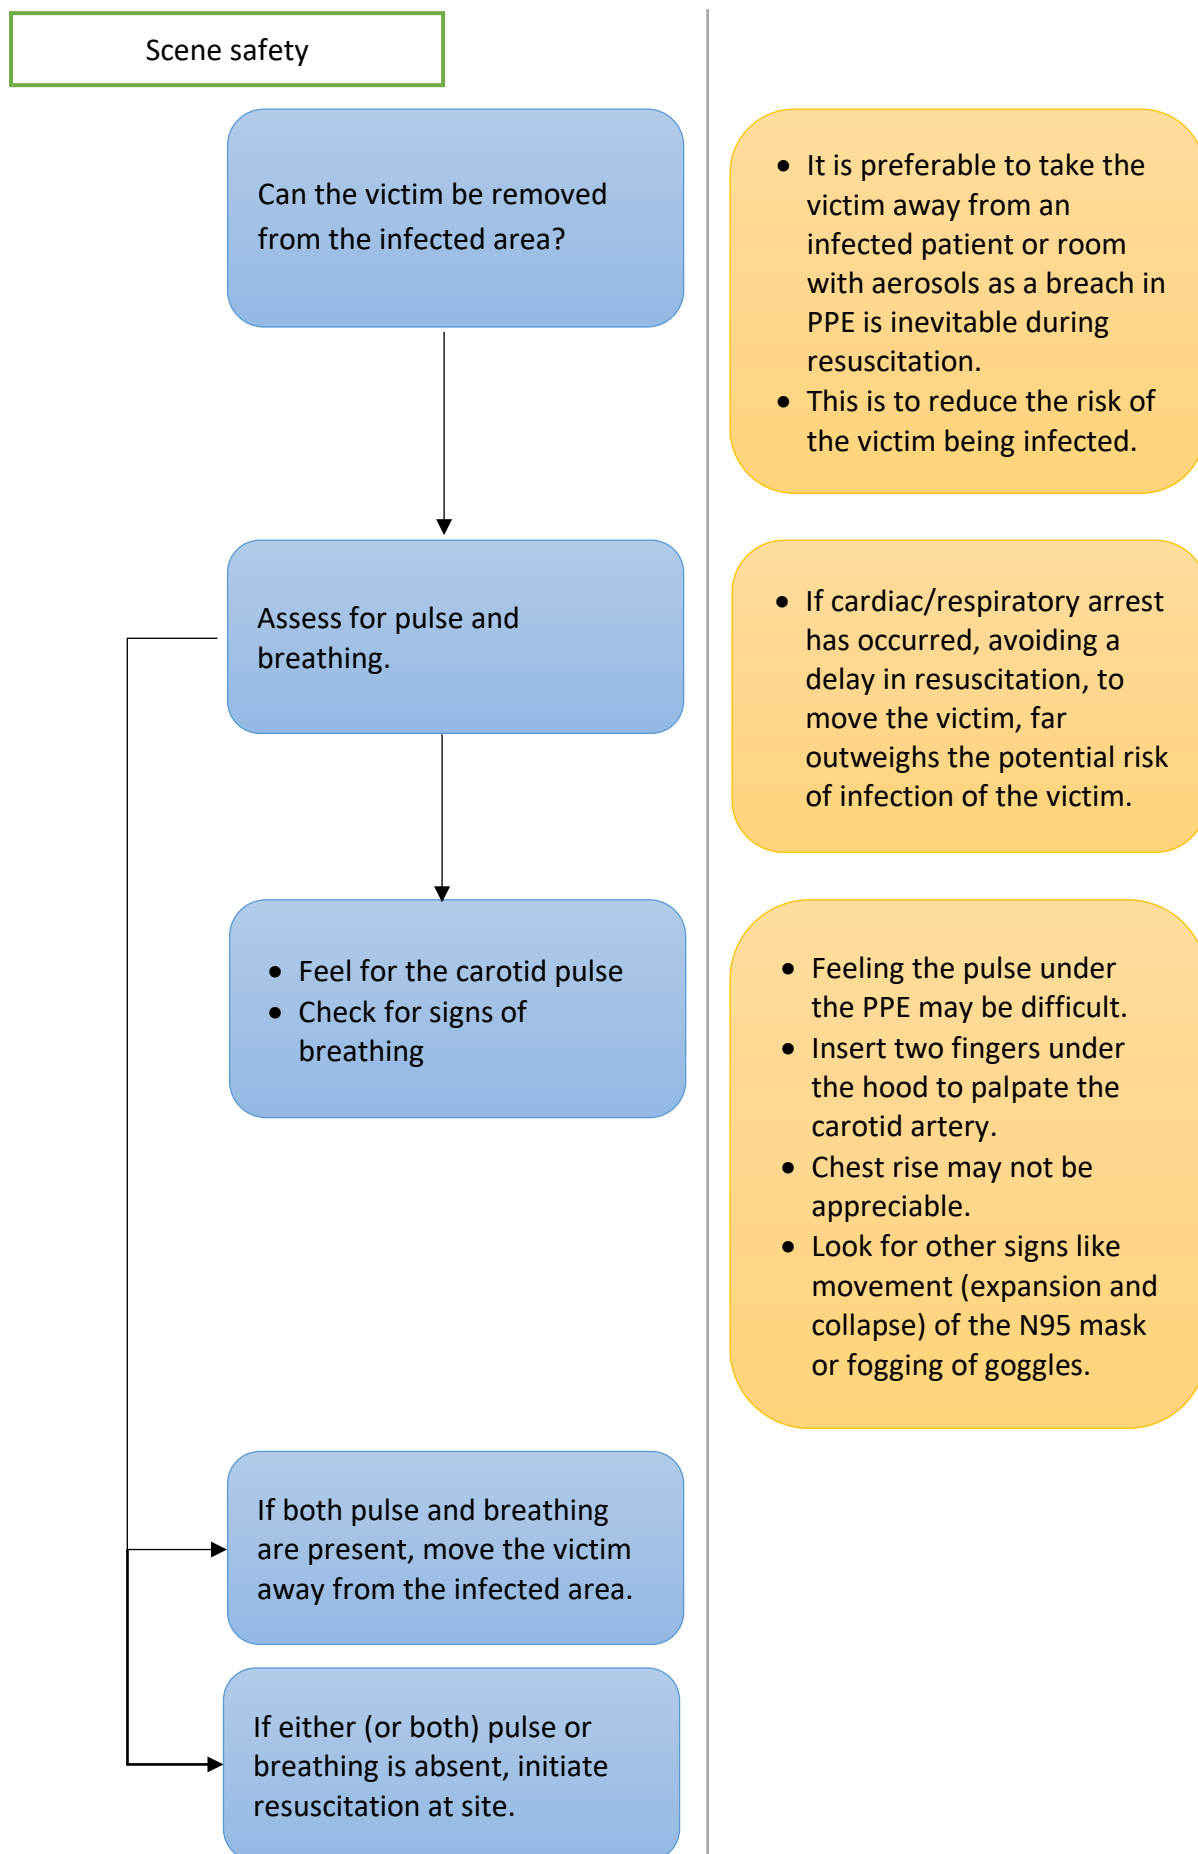 Scene safety
Can the victim be removed
from the infected area?
• It is preferable to take the
victim away from an
infected patient or room
with aerosols as a breach in
PPE is inevitable during
resuscitation.
• This is to reduce the risk of
the victim being infected.
Assess for pulse and
breathing.
• If cardiac/respiratory arrest
has occurred, avoiding a
delay in resuscitation, to
move the victim, far
outweighs the potential risk
of infection of the victim.
• Feel for the carotid pulse
• Check for signs of
breathing
• Feeling the pulse under
the PPE may be difficult.
• Insert two fingers under
the hood to palpate the
carotid artery.
• Chest rise may not be
appreciable.
• Look for other signs like
movement (expansion and
collapse) of the N95 mask
or fogging of goggles.
If both pulse and breathing
are present, move the victim
away from the infected area.
If either (or both) pulse or
breathing is absent, initiate
resuscitation at site.